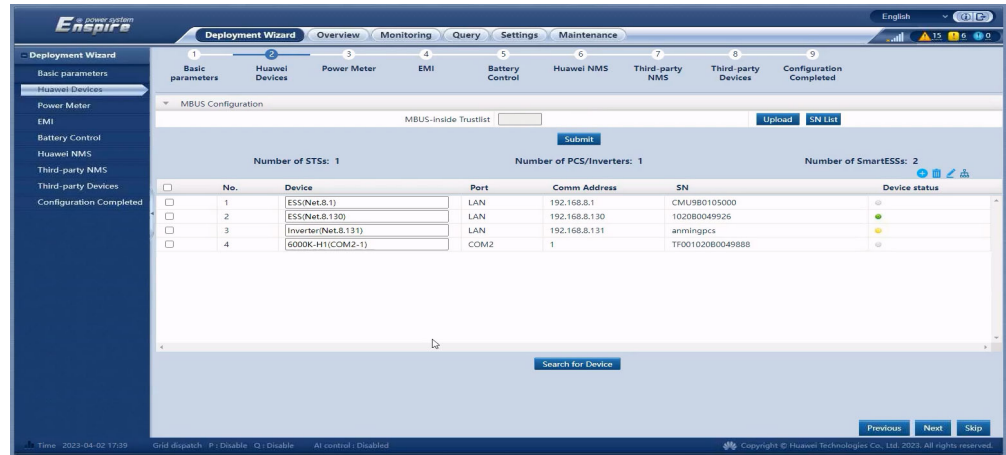 Enspire
e power system
English
Deployment Wizard Overview Monitoring Query Settings Maintenance
15 6 0
Deployment Wizard
Basic parameters
Huawei Devices
Power Meter
EMI
Battery Control
Huawei NMS
Third-party NMS
Third-party Devices
Configuration Completed
1 2 3 4 5 6 7 8 9
Basic parameters
Huawei Devices
Power Meter
EMI
Battery Control
Huawei NMS
Third-party NMS
Third-party Devices
Configuration Completed
MBUS Configuration
MBUS-inside Trustlist Upload SN List
Submit
Number of STSs: 1 Number of PCS/Inverters: 1 Number of SmartESSs: 2
No. Device Port Comm Address SN Device status
1 ESS(Net.8.1) LAN 192.168.8.1 CMU9B0105000
2 ESS(Net.8.130) LAN 192.168.8.130 1020B0049926
3 Inverter(Net.8.131) LAN 192.168.8.131 anmingpcs
4 6000K-H1(COM2-1) COM2 1 TF001020B0049888
Search for Device
Previous Next Skip
Time 2023-04-02 17:39 Grid dispatch P : Disable Q : Disable AI control : Disabled Copyright © Huawei Technologies Co., Ltd. 2023. All rights reserved.